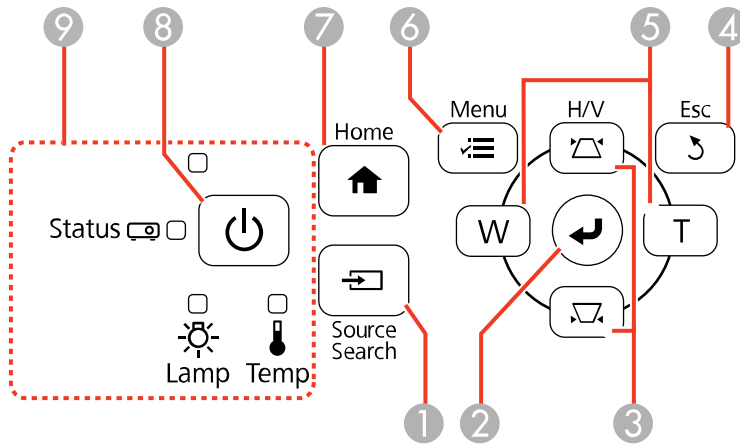 9 8 7 6 5 4
Menu H/V Esc
Home
Status
W T
Source
Search
Lamp Temp
1 2 3